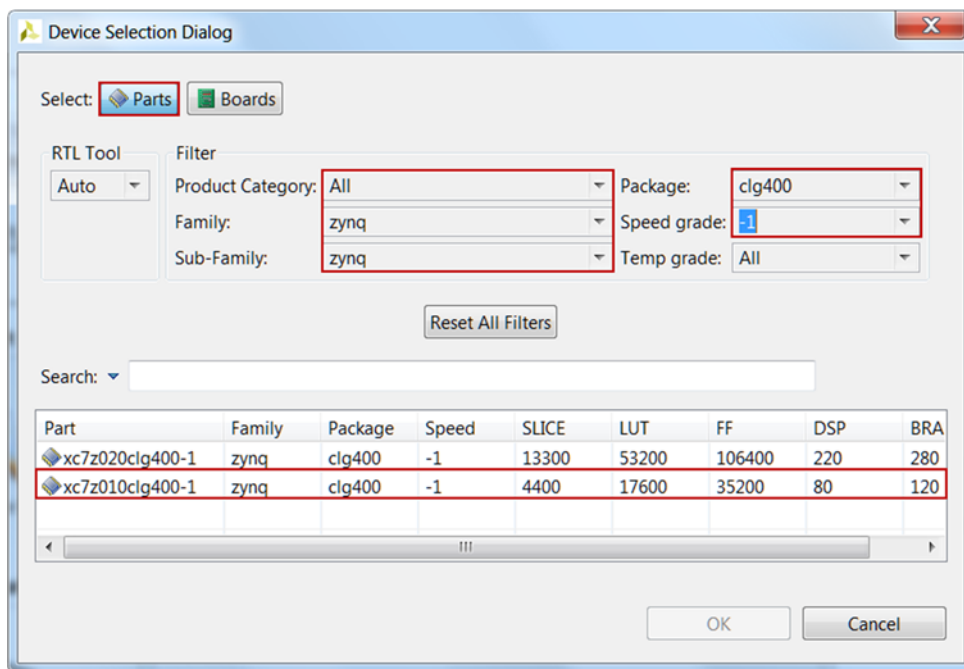 Device Selection Dialog
Select: Parts Boards
RTL Tool Filter
Auto Product Category: All Package: clg400
Family: zynq Speed grade: -1
Sub-Family: zynq Temp grade: All
Reset All Filters
Search:
Part Family Package Speed SLICE LUT FF DSP BRA
xc7z020clg400-1 zynq clg400 -1 13300 53200 106400 220 280
xc7z010clg400-1 zynq clg400 -1 4400 17600 35200 80 120
OK Cancel